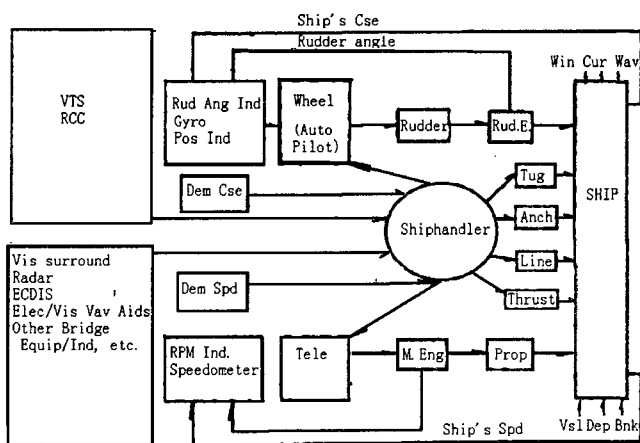 Ship's Cse
Rudder angle
Win Cur Wav
VTS
RCC
Rud Ang Ind
Gyro
Pos Ind
Wheel
(Auto
Pilot)
Rudder
Rud.E.
Dem Cse
Tug
Anch
SHIP
Shiphandler
Line
Thrust
Vis surround
Radar
ECDIS
Elec/Vis Vav Aids
Other Bridge
Equip/Ind, etc.
Dem Spd
RPM Ind.
Speedometer
Tele
M.Eng
Prop
Vsl Dep Bnk
Ship's Spd